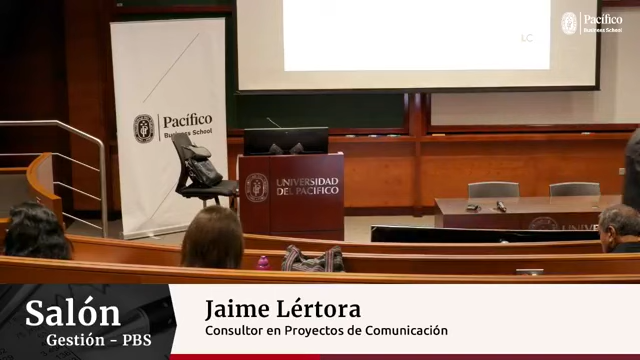 LC
Pacífico
Business School
Pacífico
Business School
UNIVERSIDAD
DEL PACÍFICO
Salón
Gestión - PBS
Jaime Lértora
Consultor en Proyectos de Comunicación